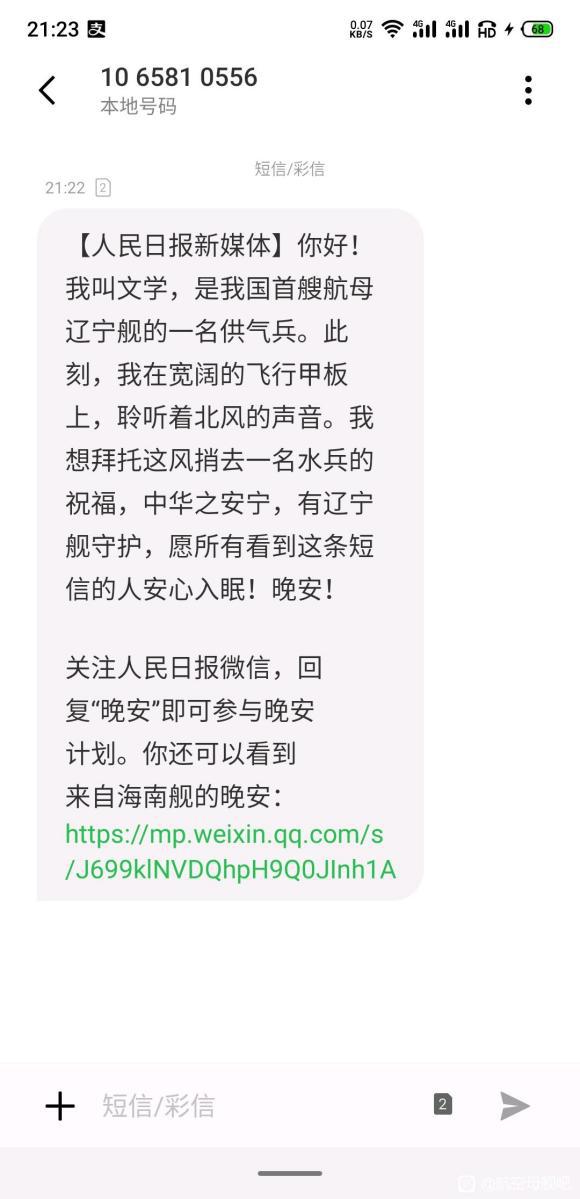 21:23 支
0.07 KB/S 4G 4G HD 68
10 6581 0556
本地号码
短信/彩信
21:22 2
【人民日报新媒体】你好！
我叫文学，是我国首艘航母
辽宁舰的一名供气兵。此
刻，我在宽阔的飞行甲板
上，聆听着北风的声音。我
想拜托这风捎去一名水兵的
祝福，中华之安宁，有辽宁
舰守护，愿所有看到这条短
信的人安心入眠！晚安！
关注人民日报微信，回
复“晚安”即可参与晚安
计划。你还可以看到
来自海南舰的晚安：
https://mp.weixin.qq.com/s
/J699klNVDQhpH9Q0JInh1A
短信/彩信
2
@航空母舰吧